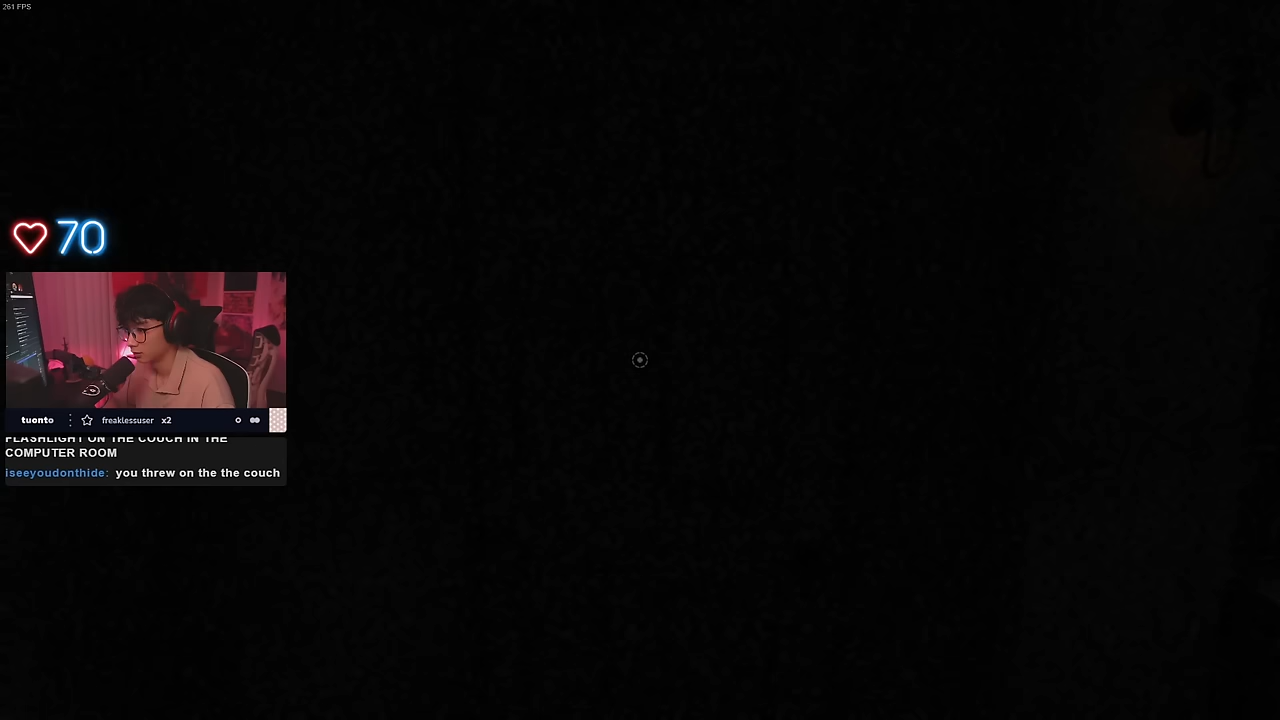 261 FPS
70
tuonto
freaklessuser x2
FLASHLIGHT ON THE COUCH IN THE
COMPUTER ROOM
iseeyoudonthide: you threw on the the couch